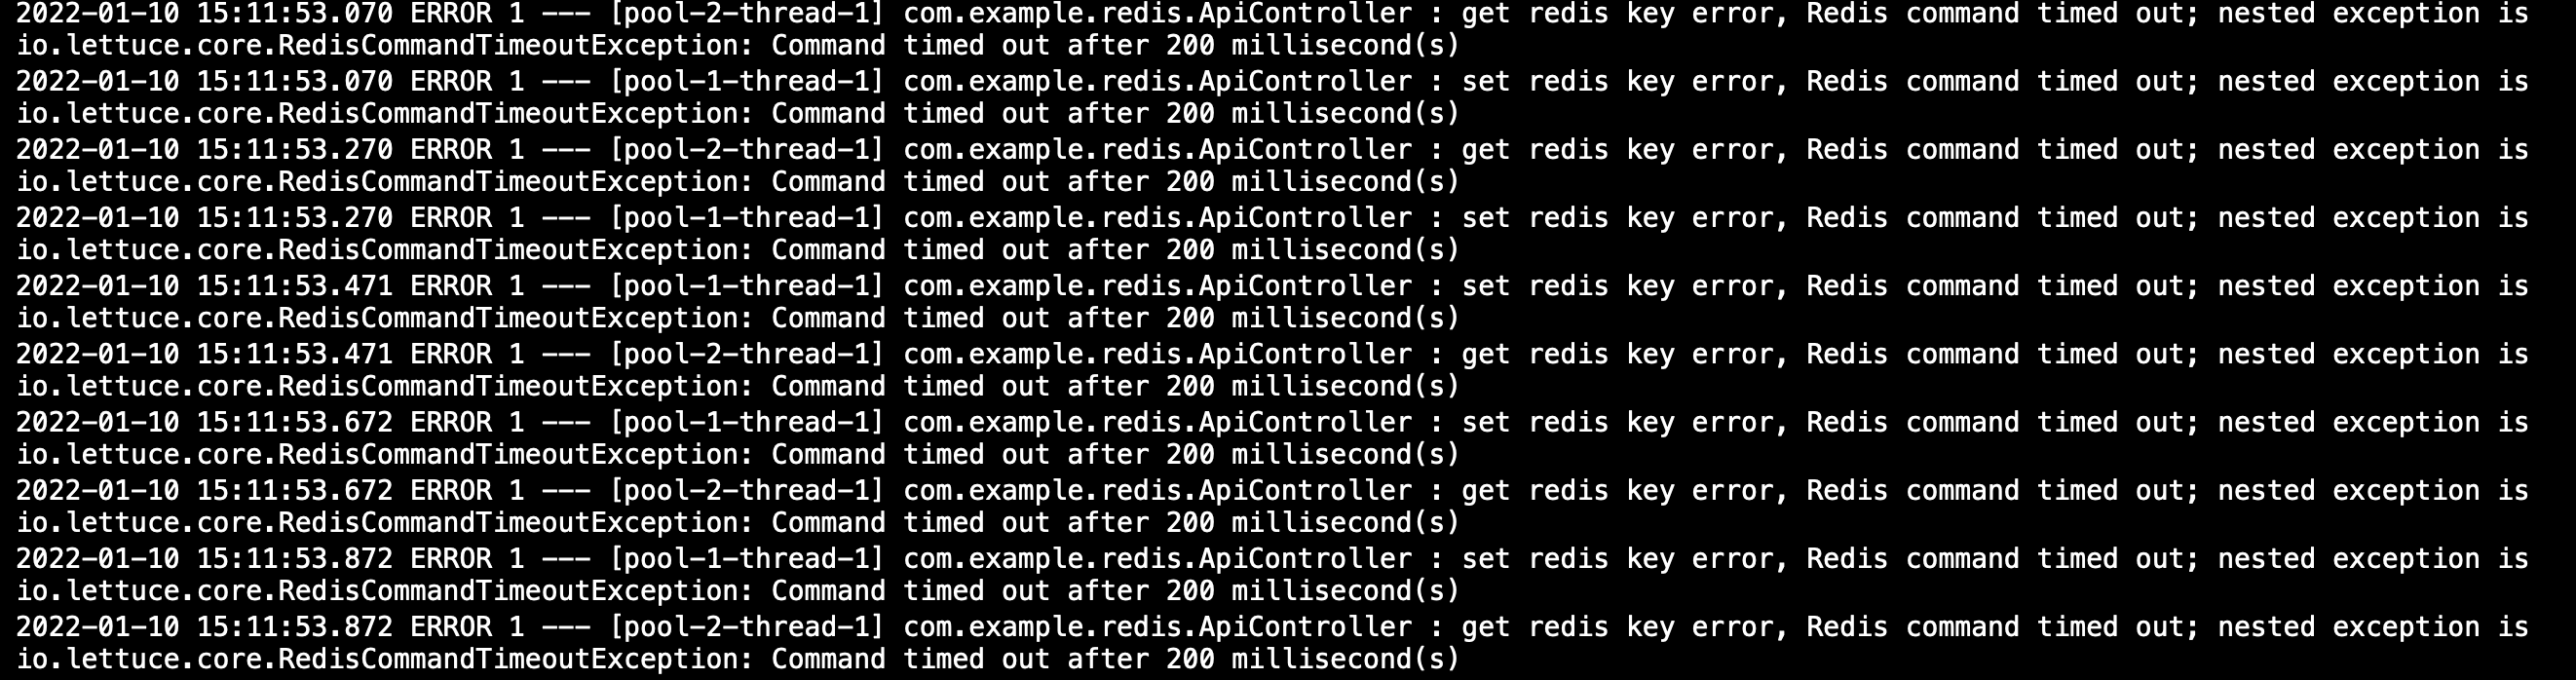 2022-01-10 15:11:53.070 ERROR 1 --- [pool-2-thread-1] com.example.redis.ApiController : get redis key error, Redis command timed out; nested exception is
io.lettuce.core.RedisCommandTimeoutException: Command timed out after 200 millisecond(s)
2022-01-10 15:11:53.070 ERROR 1 --- [pool-1-thread-1] com.example.redis.ApiController : set redis key error, Redis command timed out; nested exception is
io.lettuce.core.RedisCommandTimeoutException: Command timed out after 200 millisecond(s)
2022-01-10 15:11:53.270 ERROR 1 --- [pool-2-thread-1] com.example.redis.ApiController : get redis key error, Redis command timed out; nested exception is
io.lettuce.core.RedisCommandTimeoutException: Command timed out after 200 millisecond(s)
2022-01-10 15:11:53.270 ERROR 1 --- [pool-1-thread-1] com.example.redis.ApiController : set redis key error, Redis command timed out; nested exception is
io.lettuce.core.RedisCommandTimeoutException: Command timed out after 200 millisecond(s)
2022-01-10 15:11:53.471 ERROR 1 --- [pool-1-thread-1] com.example.redis.ApiController : set redis key error, Redis command timed out; nested exception is
io.lettuce.core.RedisCommandTimeoutException: Command timed out after 200 millisecond(s)
2022-01-10 15:11:53.471 ERROR 1 --- [pool-2-thread-1] com.example.redis.ApiController : get redis key error, Redis command timed out; nested exception is
io.lettuce.core.RedisCommandTimeoutException: Command timed out after 200 millisecond(s)
2022-01-10 15:11:53.672 ERROR 1 --- [pool-1-thread-1] com.example.redis.ApiController : set redis key error, Redis command timed out; nested exception is
io.lettuce.core.RedisCommandTimeoutException: Command timed out after 200 millisecond(s)
2022-01-10 15:11:53.672 ERROR 1 --- [pool-2-thread-1] com.example.redis.ApiController : get redis key error, Redis command timed out; nested exception is
io.lettuce.core.RedisCommandTimeoutException: Command timed out after 200 millisecond(s)
2022-01-10 15:11:53.872 ERROR 1 --- [pool-1-thread-1] com.example.redis.ApiController : set redis key error, Redis command timed out; nested exception is
io.lettuce.core.RedisCommandTimeoutException: Command timed out after 200 millisecond(s)
2022-01-10 15:11:53.872 ERROR 1 --- [pool-2-thread-1] com.example.redis.ApiController : get redis key error, Redis command timed out; nested exception is
io.lettuce.core.RedisCommandTimeoutException: Command timed out after 200 millisecond(s)